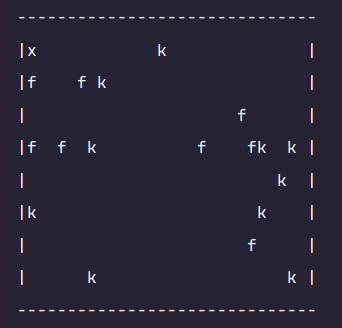 ------------------------------
|x            k              |
|f    f k                    |
|                     f      |
|f  f  k          f    fk  k |
|                         k  |
|k                      k    |
|                      f     |
|      k                   k |
------------------------------